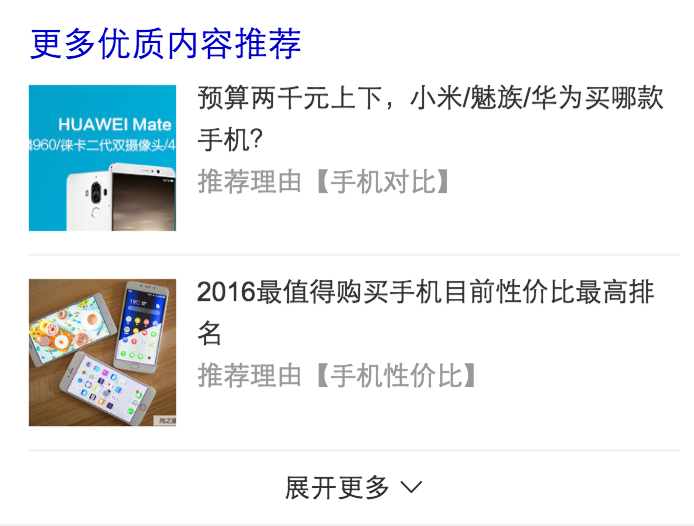 更多优质内容推荐
HUAWEI Mate
960/徕卡二代双摄像头/4
预算两千元上下，小米/魅族/华为买哪款
手机？
推荐理由【手机对比】
2016最值得购买手机目前性价比最高排
名
推荐理由【手机性价比】
展开更多